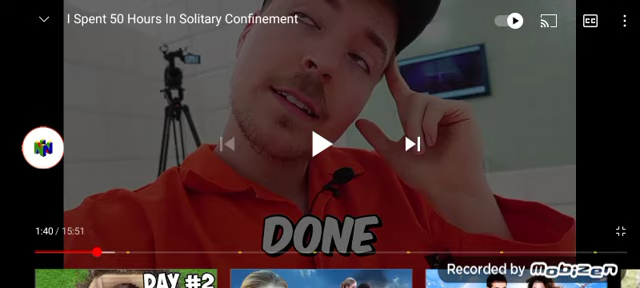 I Spent 50 Hours In Solitary Confinement
CC
DONE
1:40 / 15:51
DAY #2
Recorded by mobizen